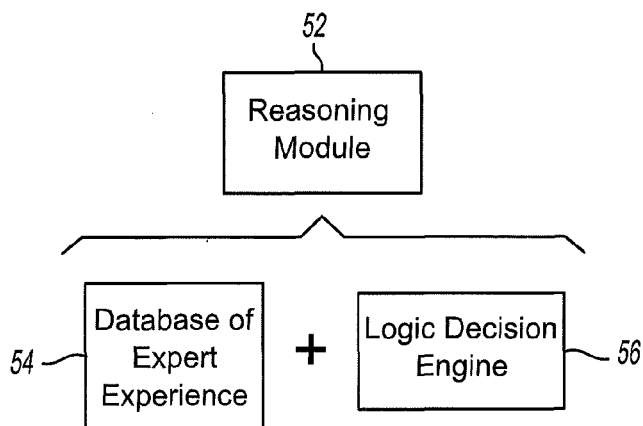 52
Reasoning
Module
Database of
Expert
Experience
54
+
Logic Decision
Engine
56